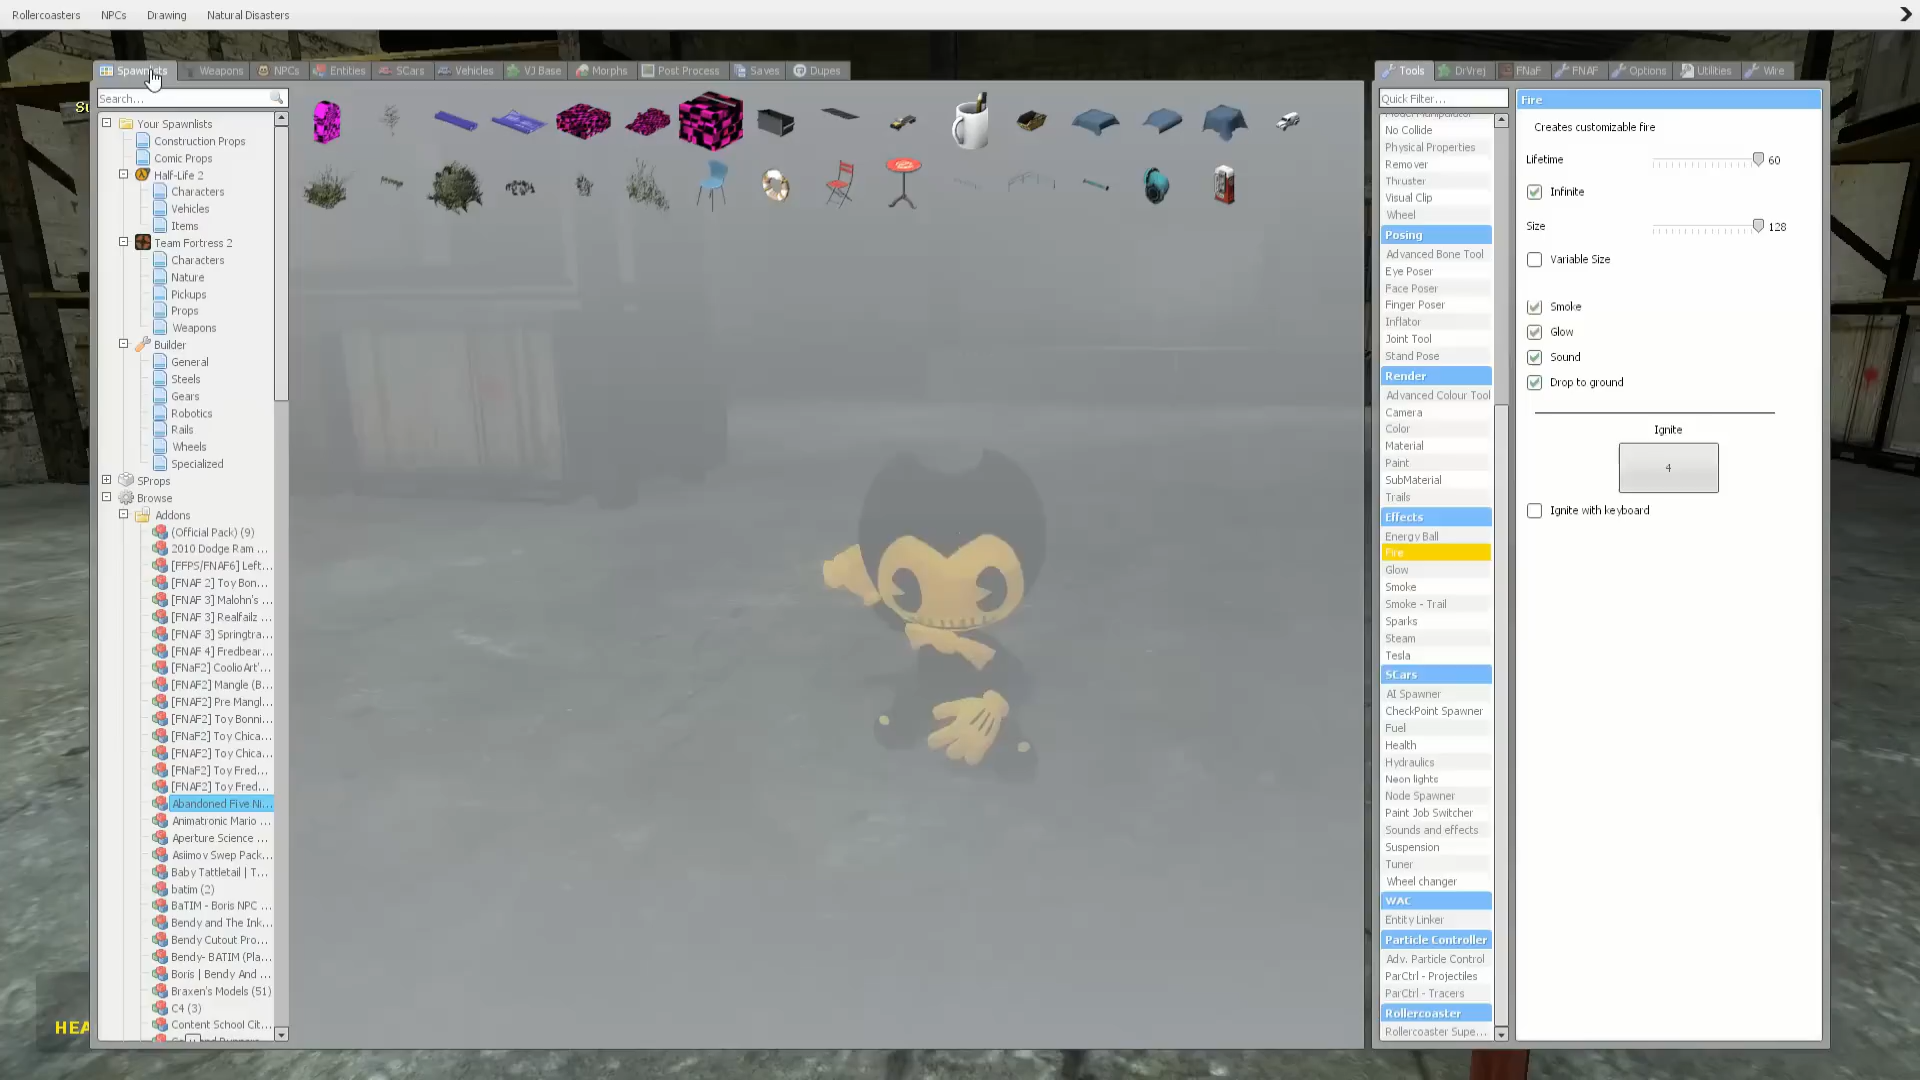 Rollercoasters NPCs Drawing Natural Disasters
Spawnlists Weapons NPCs Entities SCars Vehicles VJ Base Morphs Post Process Saves Dupes
Search...
Your Spawnlists
Construction Props
Comic Props
Half-Life 2
Characters
Vehicles
Items
Team Fortress 2
Characters
Nature
Pickups
Props
Weapons
Builder
General
Steels
Gears
Robotics
Rails
Wheels
Specialized
SProps
Browse
Addons
(Official Pack) (9)
2010 Dodge Ram ...
[FFPS/FNAF6] Left...
[FNAF 2] Toy Bon...
[FNAF 3] Malohn's ...
[FNAF 3] Realfailz ...
[FNAF 3] Springtra...
[FNAF 4] Fredbear...
[FNaF2] CoolioArt'...
[FNAF2] Mangle (B...
[FNAF2] Pre Mangl...
[FNAF2] Toy Bonni...
[FNaF2] Toy Chica...
[FNAF2] Toy Chica...
[FNaF2] Toy Fred...
[FNAF2] Toy Fred...
Abandoned Five Ni...
Animatronic Mario ...
Aperture Science ...
Asiimov Swep Pack...
Baby Tattletail | T...
batim (2)
BaTIM - Boris NPC ...
Bendy and The Ink...
Bendy Cutout Pro...
Bendy- BATIM (Pla...
Boris | Bendy And ...
Braxen's Models (51)
C4 (3)
Content School Cit...
HEA
Tools DrVrej FNaF FNAF Options Utilities Wire
Quick Filter...
No Collide
Physical Properties
Remover
Thruster
Visual Clip
Wheel
Posing
Advanced Bone Tool
Eye Poser
Face Poser
Finger Poser
Inflator
Joint Tool
Stand Pose
Render
Advanced Colour Tool
Camera
Color
Material
Paint
SubMaterial
Trails
Effects
Energy Ball
Fire
Glow
Smoke
Smoke - Trail
Sparks
Steam
Tesla
SCars
AI Spawner
CheckPoint Spawner
Fuel
Health
Hydraulics
Neon lights
Node Spawner
Paint Job Switcher
Sounds and effects
Suspension
Tuner
Wheel changer
WAC
Entity Linker
Particle Controller
Adv. Particle Control
ParCtrl - Projectiles
ParCtrl - Tracers
Rollercoaster
Rollercoaster Supe...
Fire
Creates customizable fire
Lifetime 60
Infinite
Size 128
Variable Size
Smoke
Glow
Sound
Drop to ground
Ignite
4
Ignite with keyboard